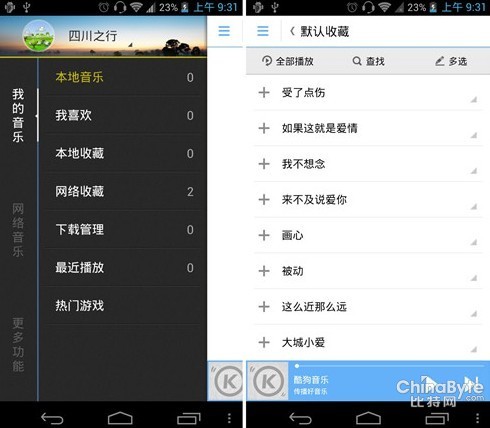 23% 上午 9:31
四川之行
我的音乐
网络音乐
更多功能
本地音乐 0
我喜欢 0
本地收藏 0
网络收藏 2
下载管理 0
最近播放 0
热门游戏
23% 上午 9:31
默认收藏
全部播放 查找 多选
受了点伤
如果这就是爱情
我不想念
来不及说爱你
画心
被动
这么近那么远
大城小爱
K
K
酷狗音乐
传播好音乐
ChinaByte
比特网